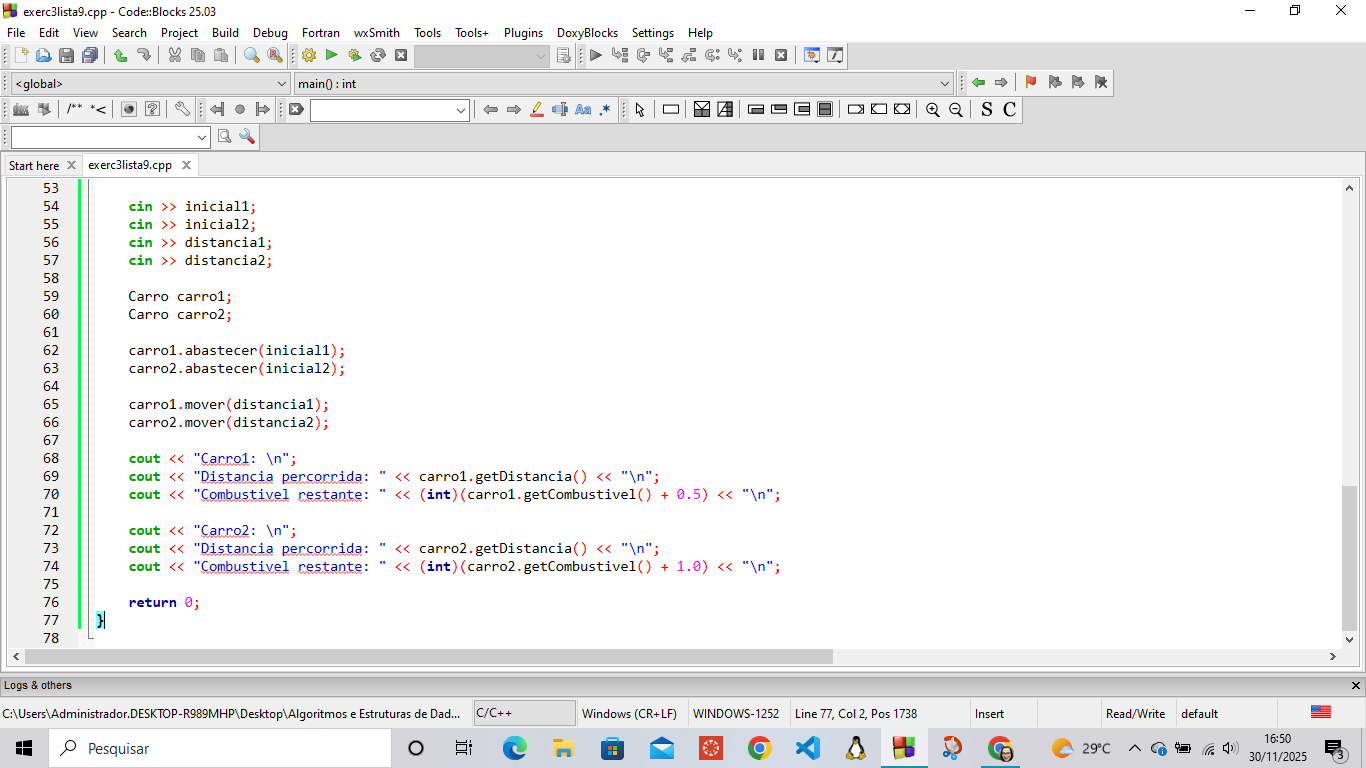 exerc3lista9.cpp - Code::Blocks 25.03
File Edit View Search Project Build Debug Fortran wxSmith Tools Tools+ Plugins DoxyBlocks Settings Help
<global> main() : int
/** *< Aa .* S C
Start here exerc3lista9.cpp
53
54 cin >> inicial1;
55 cin >> inicial2;
56 cin >> distancia1;
57 cin >> distancia2;
58
59 Carro carro1;
60 Carro carro2;
61
62 carro1.abastecer(inicial1);
63 carro2.abastecer(inicial2);
64
65 carro1.mover(distancia1);
66 carro2.mover(distancia2);
67
68 cout << "Carro1: \n";
69 cout << "Distancia percorrida: " << carro1.getDistancia() << "\n";
70 cout << "Combustivel restante: " << (int)(carro1.getCombustivel() + 0.5) << "\n";
71
72 cout << "Carro2: \n";
73 cout << "Distancia percorrida: " << carro2.getDistancia() << "\n";
74 cout << "Combustivel restante: " << (int)(carro2.getCombustivel() + 1.0) << "\n";
75
76 return 0;
77 }
78
Logs & others
C:\Users\Administrador.DESKTOP-R989MHP\Desktop\Algoritmos e Estruturas de Dad... C/C++ Windows (CR+LF) WINDOWS-1252 Line 77, Col 2, Pos 1738 Insert Read/Write default
Pesquisar 29°C 16:50
30/11/2025 3